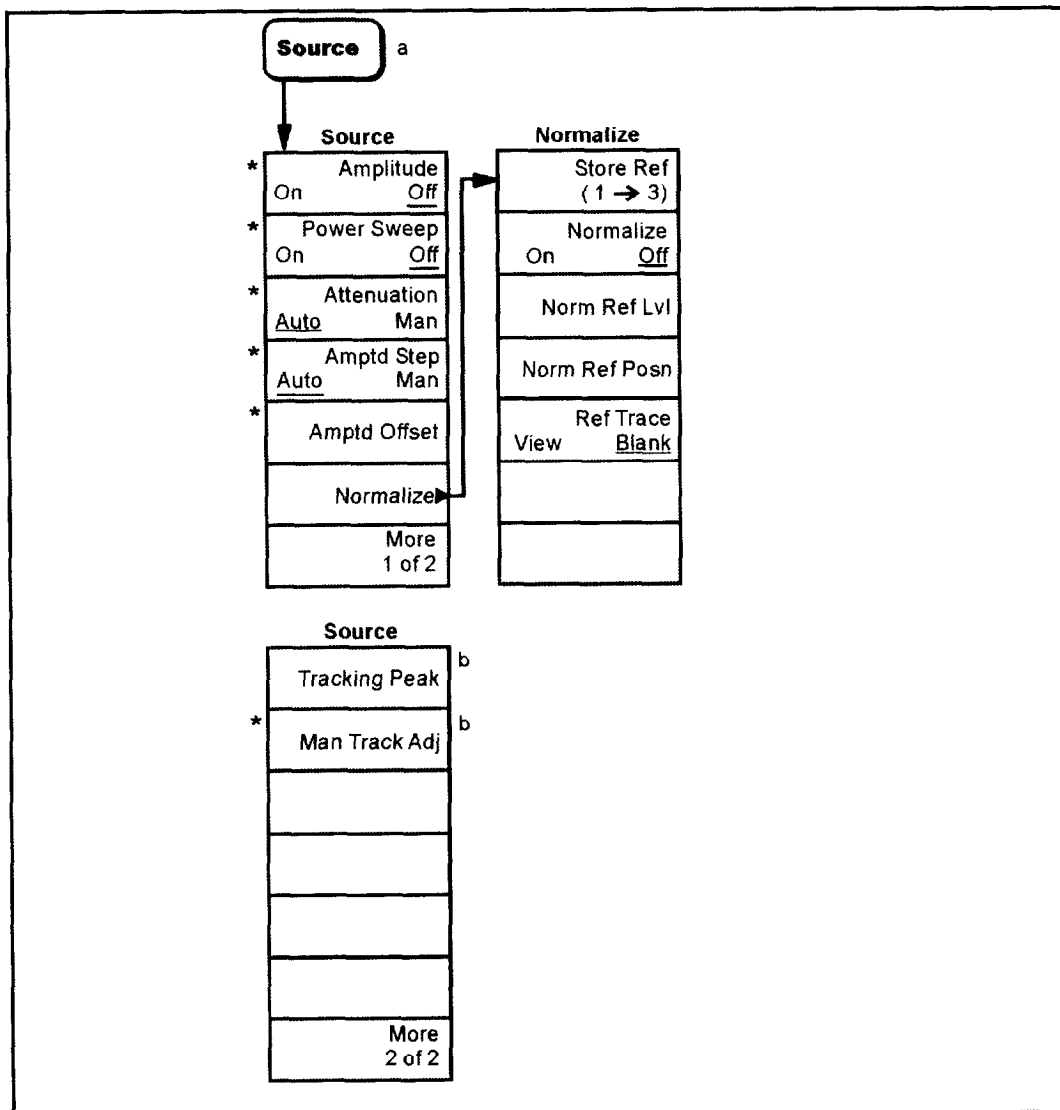 Source a
Source
* Amplitude
On Off
* Power Sweep
On Off
* Attenuation
Auto Man
* Amptd Step
Auto Man
* Amptd Offset
Normalize
More
1 of 2
Normalize
Store Ref
( 1 → 3)
Normalize
On Off
Norm Ref Lvl
Norm Ref Posn
Ref Trace
View Blank
Source
Tracking Peak b
* Man Track Adj b
More
2 of 2